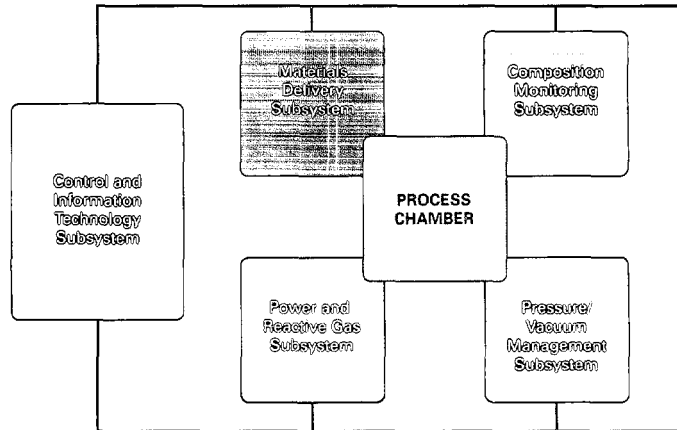 Materials
Delivery
Subsystem
Composition
Monitoring
Subsystem
Control and
Information
Technology
Subsystem
PROCESS
CHAMBER
Power and
Reactive Gas
Subsystem
Pressure/
Vacuum
Management
Subsystem